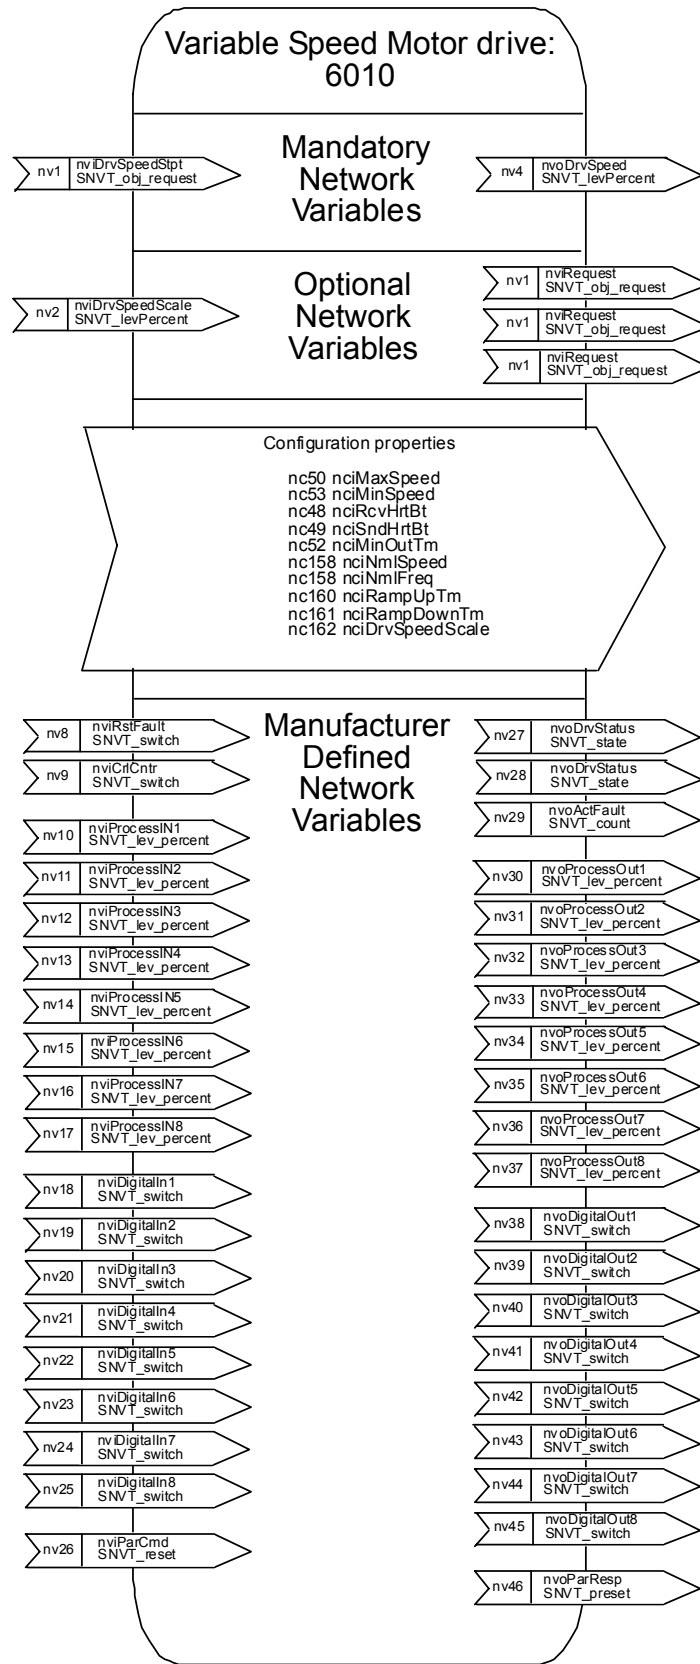 Variable Speed Motor drive:
6010
Mandatory
Network
Variables
nv1
nviDrvSpeedStpt
SNVT_obj_request
nv4
nvoDrvSpeed
SNVT_levPercent
Optional
Network
Variables
nv2
nviDrvSpeedScale
SNVT_levPercent
nv1
nviRequest
SNVT_obj_request
nv1
nviRequest
SNVT_obj_request
nv1
nviRequest
SNVT_obj_request
Configuration properties
nc50 nciMaxSpeed
nc53 nciMinSpeed
nc48 nciRcvHrtBt
nc49 nciSndHrtBt
nc52 nciMinOutTm
nc158 nciNmlSpeed
nc158 nciNmlFreq
nc160 nciRampUpTm
nc161 nciRampDownTm
nc162 nciDrvSpeedScale
Manufacturer
Defined
Network
Variables
nv8
nviRstFault
SNVT_switch
nv9
nviCrlCntr
SNVT_switch
nv10
nviProcessIN1
SNVT_lev_percent
nv11
nviProcessIN2
SNVT_lev_percent
nv12
nviProcessIN3
SNVT_lev_percent
nv13
nviProcessIN4
SNVT_lev_percent
nv14
nviProcessIN5
SNVT_lev_percent
nv15
nviProcessIN6
SNVT_lev_percent
nv16
nviProcessIN7
SNVT_lev_percent
nv17
nviProcessIN8
SNVT_lev_percent
nv18
nviDigitalIn1
SNVT_switch
nv19
nviDigitalIn2
SNVT_switch
nv20
nviDigitalIn3
SNVT_switch
nv21
nviDigitalIn4
SNVT_switch
nv22
nviDigitalIn5
SNVT_switch
nv23
nviDigitalIn6
SNVT_switch
nv24
nviDigitalIn7
SNVT_switch
nv25
nviDigitalIn8
SNVT_switch
nv26
nviParCmd
SNVT_reset
nv27
nvoDrvStatus
SNVT_state
nv28
nvoDrvStatus
SNVT_state
nv29
nvoActFault
SNVT_count
nv30
nvoProcessOut1
SNVT_lev_percent
nv31
nvoProcessOut2
SNVT_lev_percent
nv32
nvoProcessOut3
SNVT_lev_percent
nv33
nvoProcessOut4
SNVT_lev_percent
nv34
nvoProcessOut5
SNVT_lev_percent
nv35
nvoProcessOut6
SNVT_lev_percent
nv36
nvoProcessOut7
SNVT_lev_percent
nv37
nvoProcessOut8
SNVT_lev_percent
nv38
nvoDigitalOut1
SNVT_switch
nv39
nvoDigitalOut2
SNVT_switch
nv40
nvoDigitalOut3
SNVT_switch
nv41
nvoDigitalOut4
SNVT_switch
nv42
nvoDigitalOut5
SNVT_switch
nv43
nvoDigitalOut6
SNVT_switch
nv44
nvoDigitalOut7
SNVT_switch
nv45
nvoDigitalOut8
SNVT_switch
nv46
nvoParResp
SNVT_preset